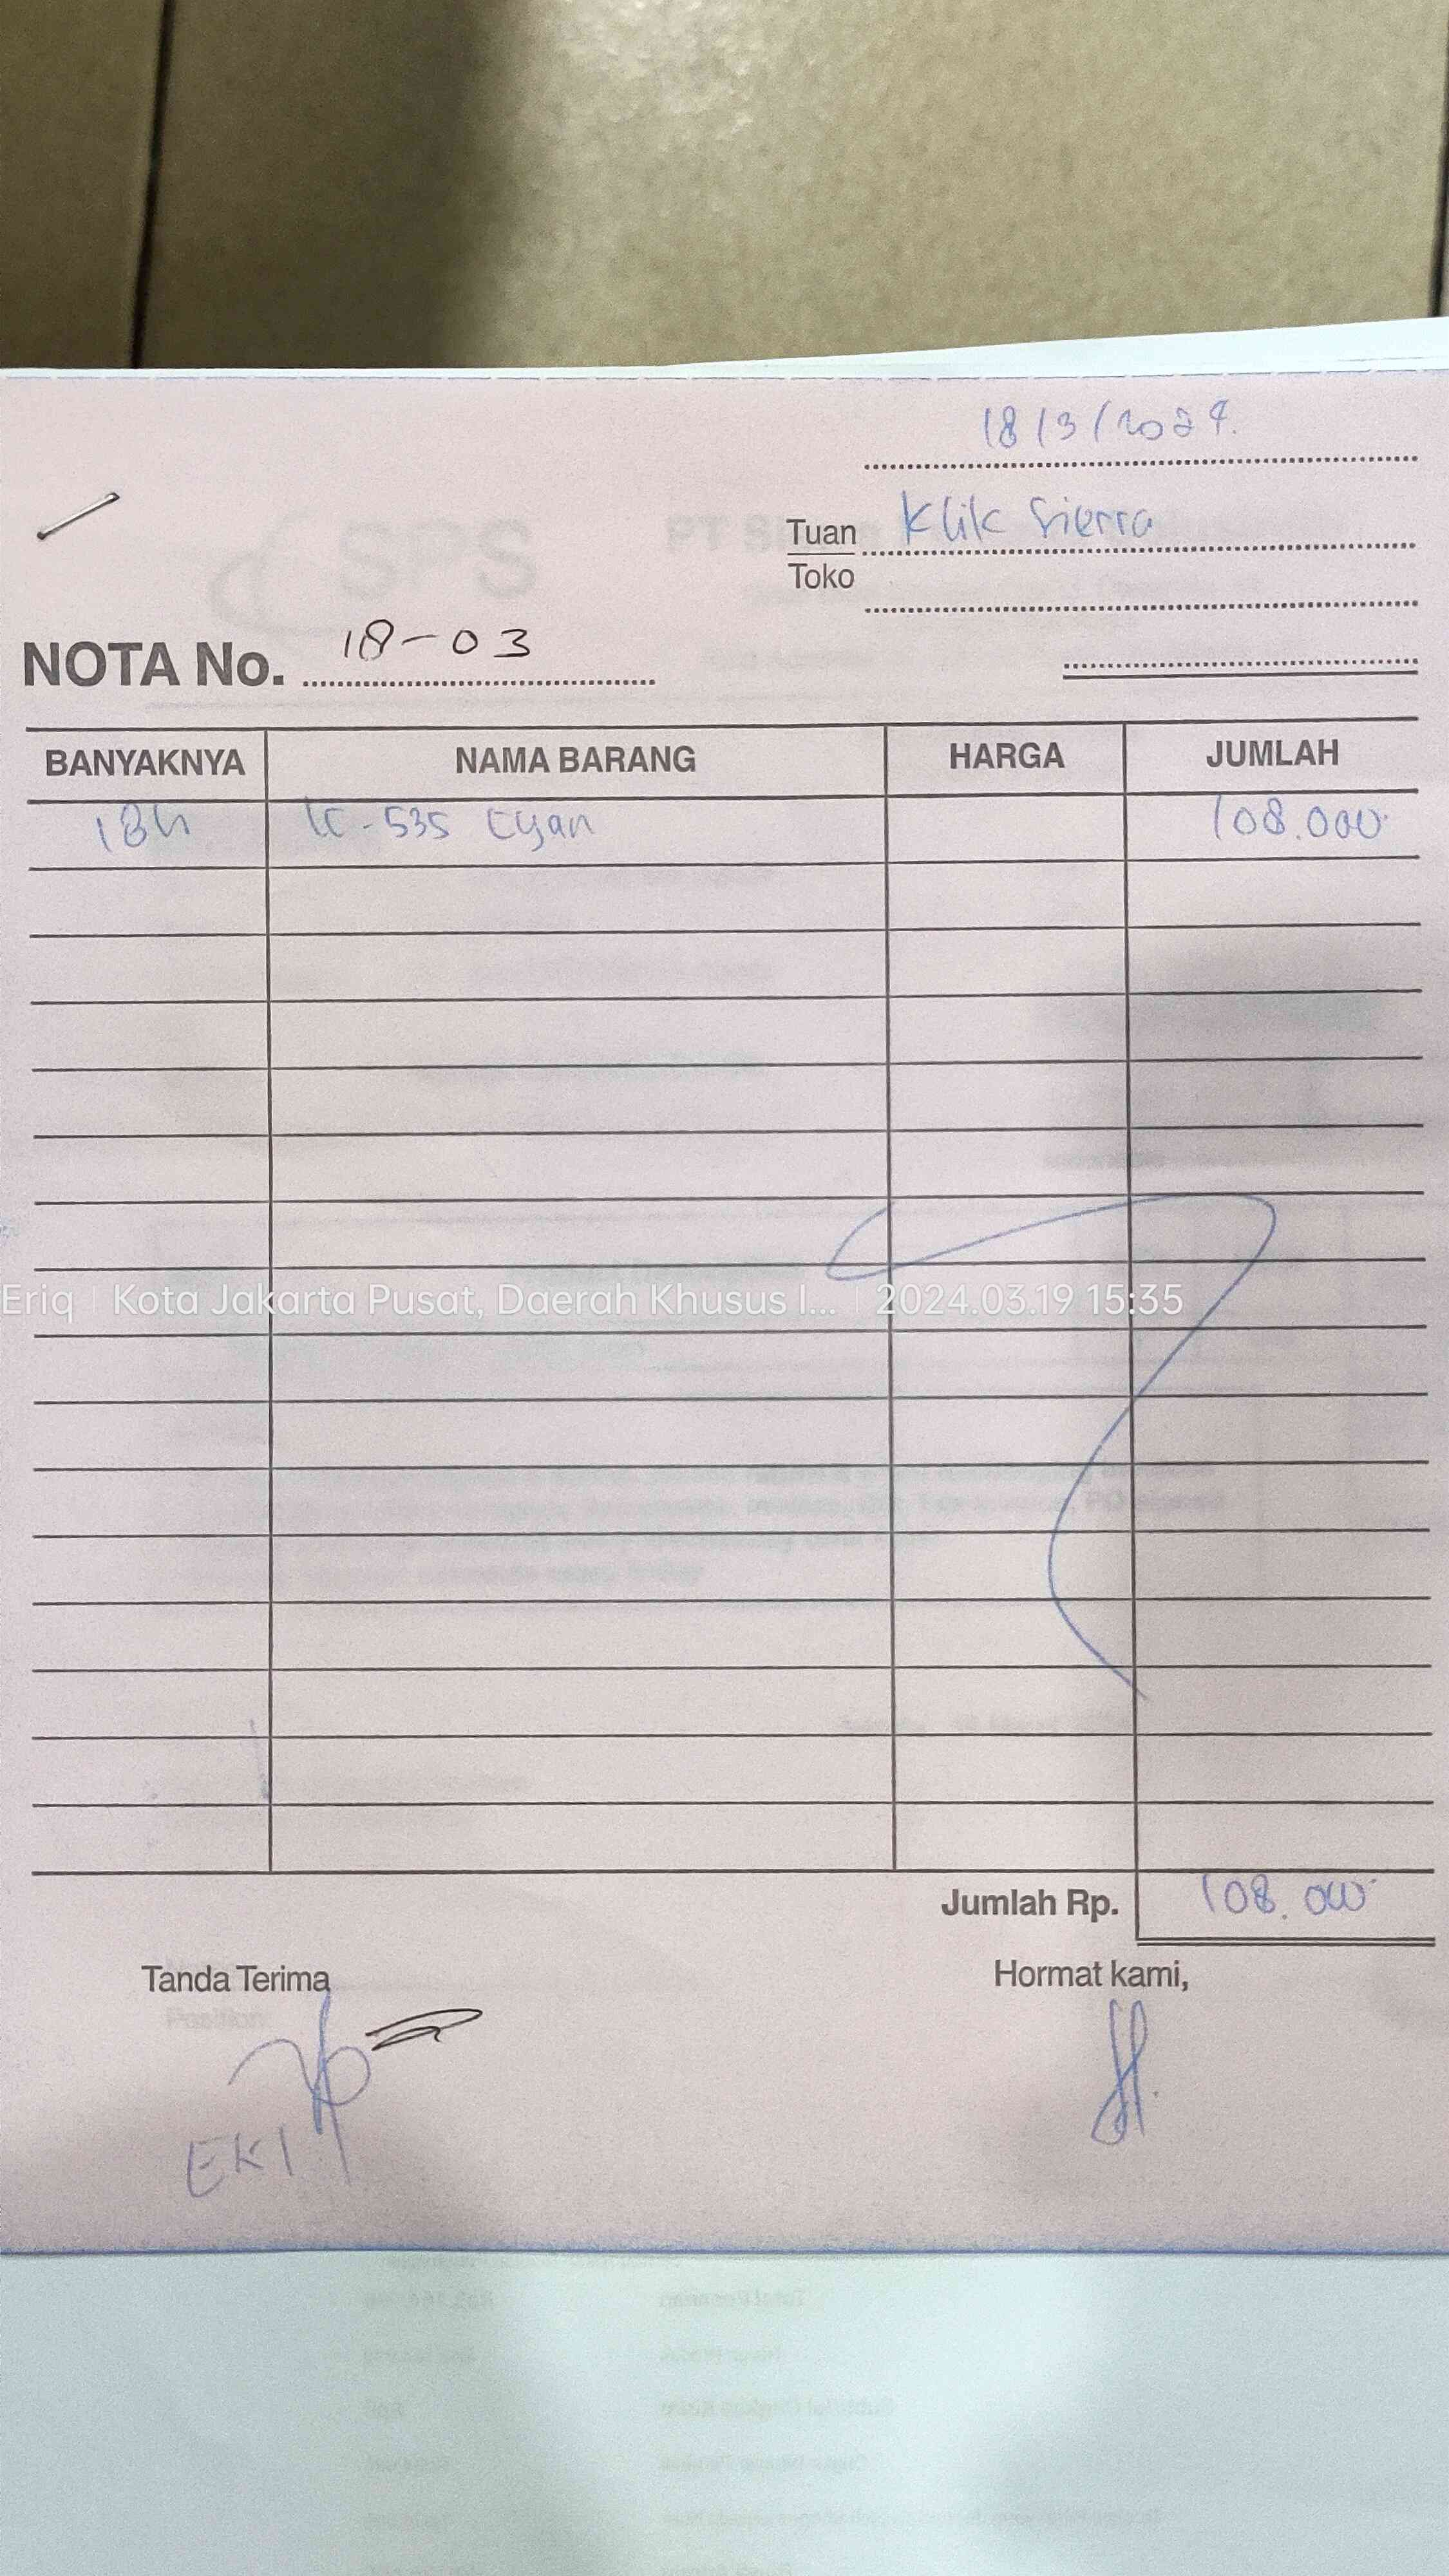 18/3/2024.
Tuan Klik Sierra
Toko
NOTA No. 18-03
BANYAKNYA NAMA BARANG HARGA JUMLAH
18h IC-535 Cyan 108.000
Eriq | Kota Jakarta Pusat, Daerah Khusus I... | 2024.03.19 15:35
Jumlah Rp. 108.000
Tanda Terima Hormat kami,
EKI